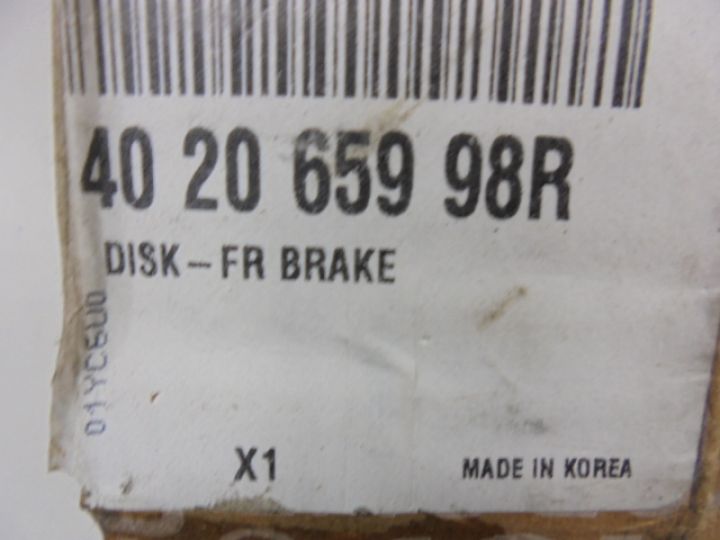 40 20 659 98R
DISK-FR BRAKE
01YC6U0
X1
MADE IN KOREA